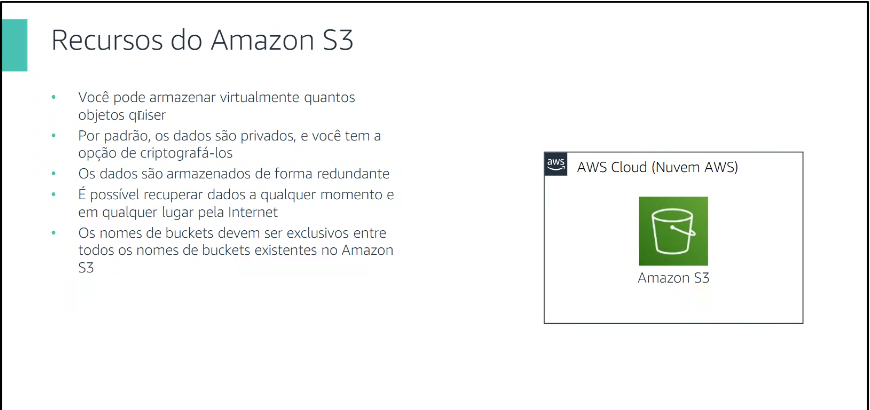 Recursos do Amazon S3
Você pode armazenar virtualmente quantos
objetos quiser
Por padrão, os dados são privados, e você tem a
opção de criptografá-los
Os dados são armazenados de forma redundante
É possível recuperar dados a qualquer momento e
em qualquer lugar pela Internet
Os nomes de buckets devem ser exclusivos entre
todos os nomes de buckets existentes no Amazon
S3
aws
AWS Cloud (Nuvem AWS)
Amazon S3